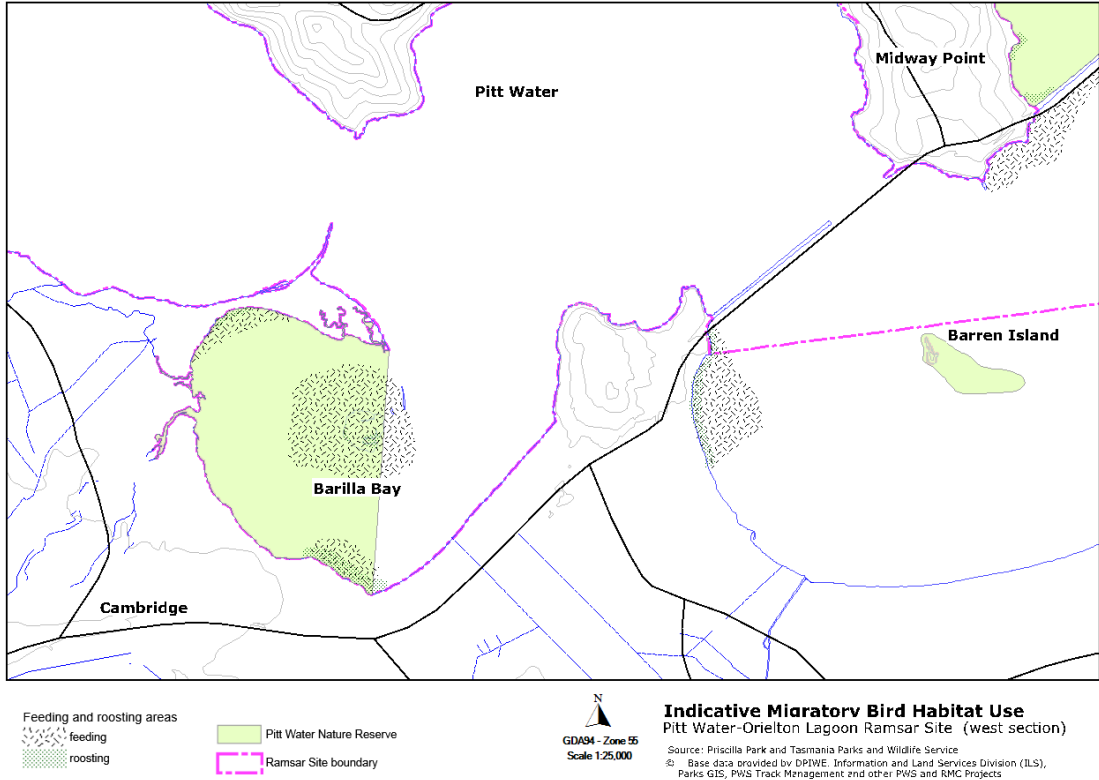 Midway Point
Pitt Water
Barren Island
Barilla Bay
Cambridge
Feeding and roosting areas
feeding
roosting
Pitt Water Nature Reserve
Ramsar Site boundary
N
GDA94 - Zone 55
Scale 1:25,000
Indicative Migratory Bird Habitat Use
Pitt Water-Orielton Lagoon Ramsar Site (west section)
Source: Priscilla Park and Tasmania Parks and Wildlife Service
© Base data provided by DPIWE. Information and Land Services Division (ILS),
Parks GIS, PWS Track Management and other PWS and RMC Projects